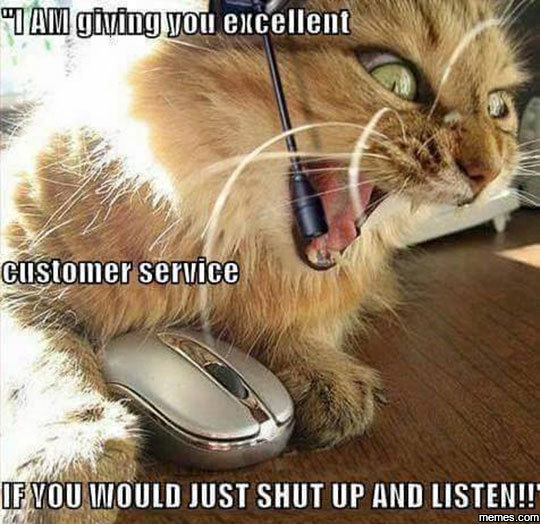 "I AM giving you excellent
customer service
IF YOU WOULD JUST SHUT UP AND LISTEN!!"
memes.com